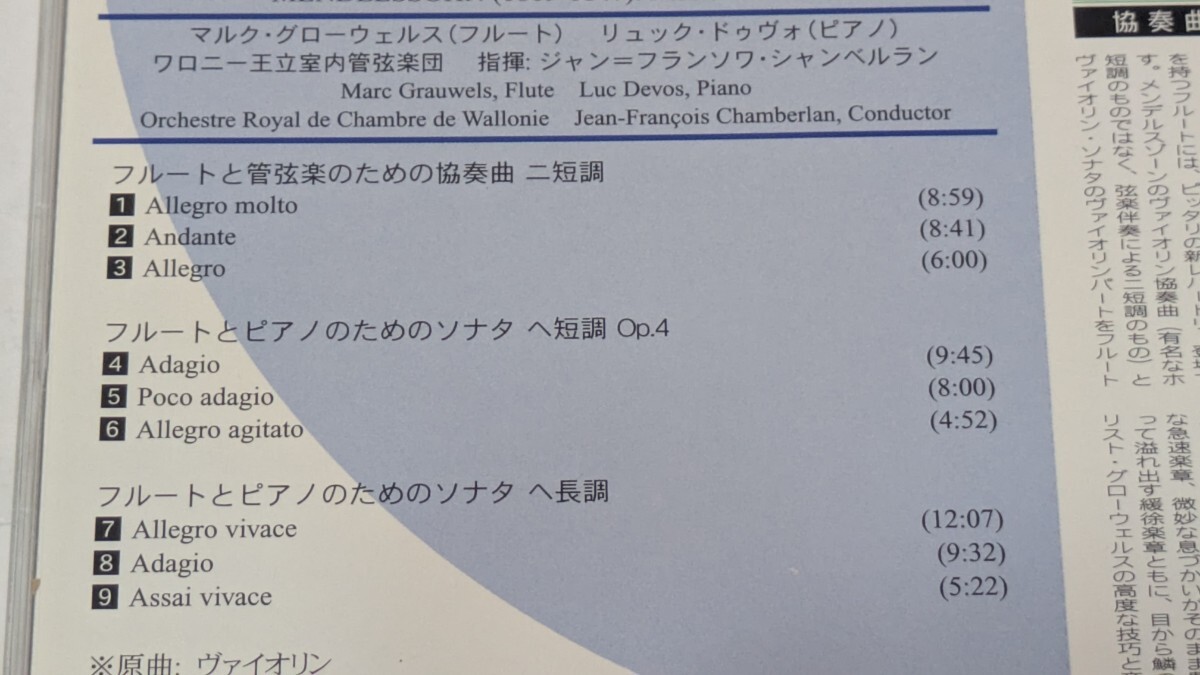 マルク・グローウェルス（フルート） リュック・ドゥヴォ（ピアノ）
ワロニー王立室内管弦楽団 指揮: ジャン＝フランソワ・シャンベルラン
Marc Grauwels, Flute Luc Devos, Piano
Orchestre Royal de Chambre de Wallonie Jean-François Chamberlan, Conductor
フルートと管弦楽のための協奏曲 ニ短調
1 Allegro molto (8:59)
2 Andante (8:41)
3 Allegro (6:00)
フルートとピアノのためのソナタ ヘ短調 Op.4
4 Adagio (9:45)
5 Poco adagio (8:00)
6 Allegro agitato (4:52)
フルートとピアノのためのソナタ ヘ長調
7 Allegro vivace (12:07)
8 Adagio (9:32)
9 Assai vivace (5:22)
※原曲: ヴァイオリン
協奏曲
を持つフルートには、ピッタリの新レパートリー
す。メンデルスゾーンのヴァイオリン協奏曲（有名なホ
短調のものではなく、弦楽伴奏による二短調のもの）と
ヴァイオリン・ソナタのヴァイオリンパートをフルート
な急速楽章、微妙な息づかいがそのまま
って溢れ出す緩徐楽章ともに、目から鱗の
リスト・グローウェルスの高度な技巧と